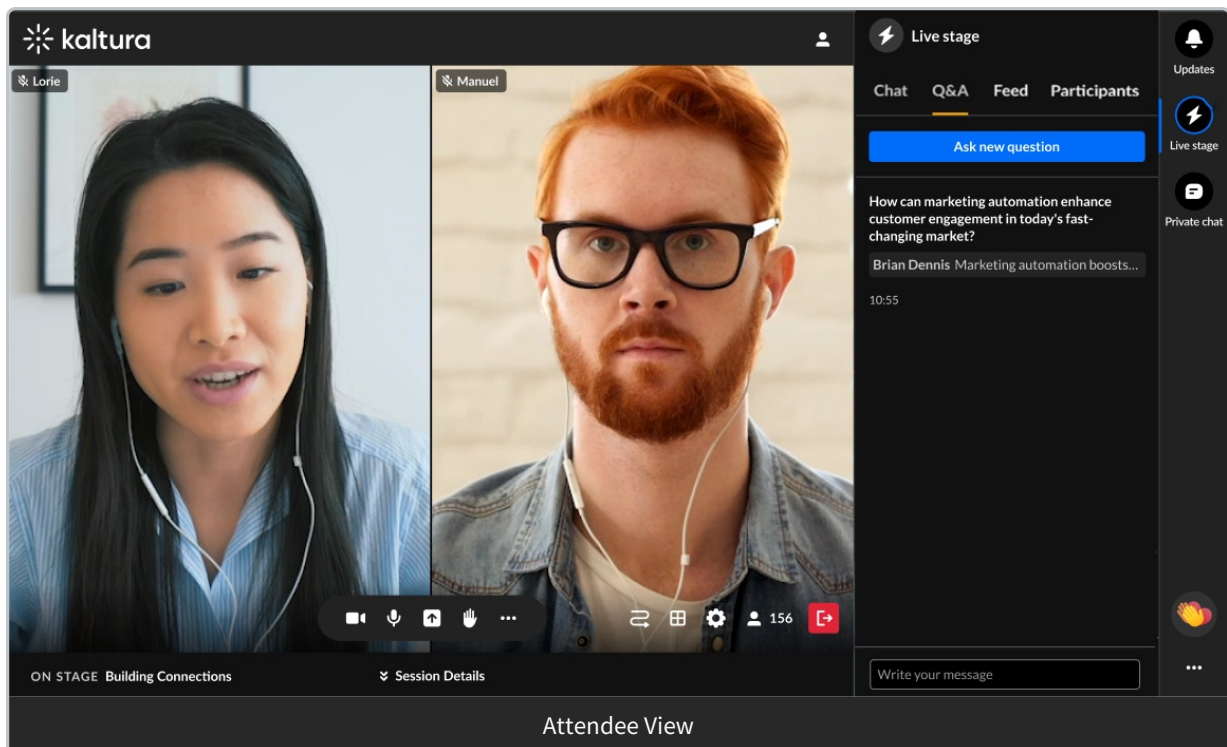 kaltura
Lorie
Manuel
156
ON STAGE Building Connections
Session Details
Live stage
Chat Q&A Feed Participants
Ask new question
How can marketing automation enhance
customer engagement in today's fast-
changing market?
Brian Dennis Marketing automation boosts...
10:55
Write your message
Updates
Live stage
Private chat
Attendee View